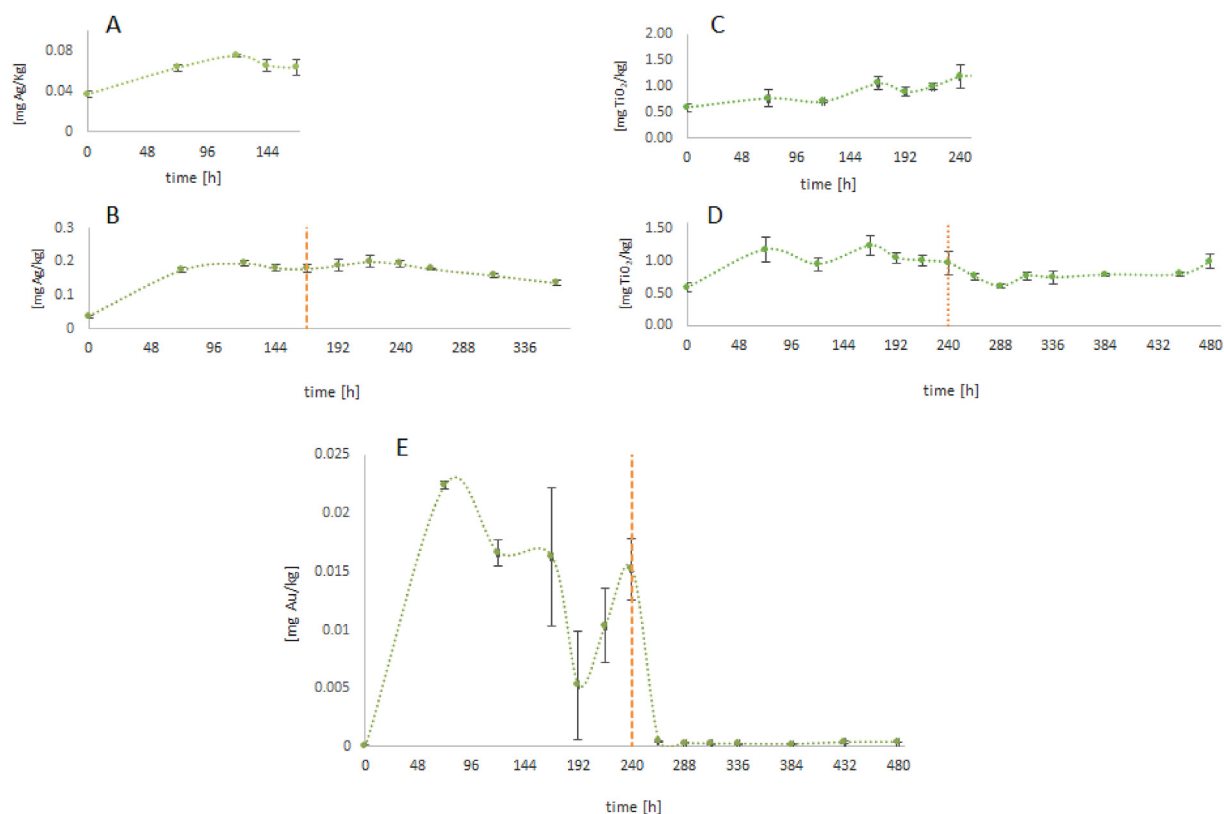 A
[mg Ag/Kg]
0.08
0.04
0
0 48 96 144
time [h]
C
[mg TiO2/kg]
2.00
1.50
1.00
0.50
0.00
0 48 96 144 192 240
time [h]
B
[mg Ag/kg]
0.3
0.2
0.1
0
0 48 96 144 192 240 288 336
time [h]
D
[mg TiO2/kg]
1.50
1.00
0.50
0.00
0 48 96 144 192 240 288 336 384 432 480
time [h]
E
[mg Au/kg]
0.025
0.02
0.015
0.01
0.005
0
0 48 96 144 192 240 288 336 384 432 480
time [h]